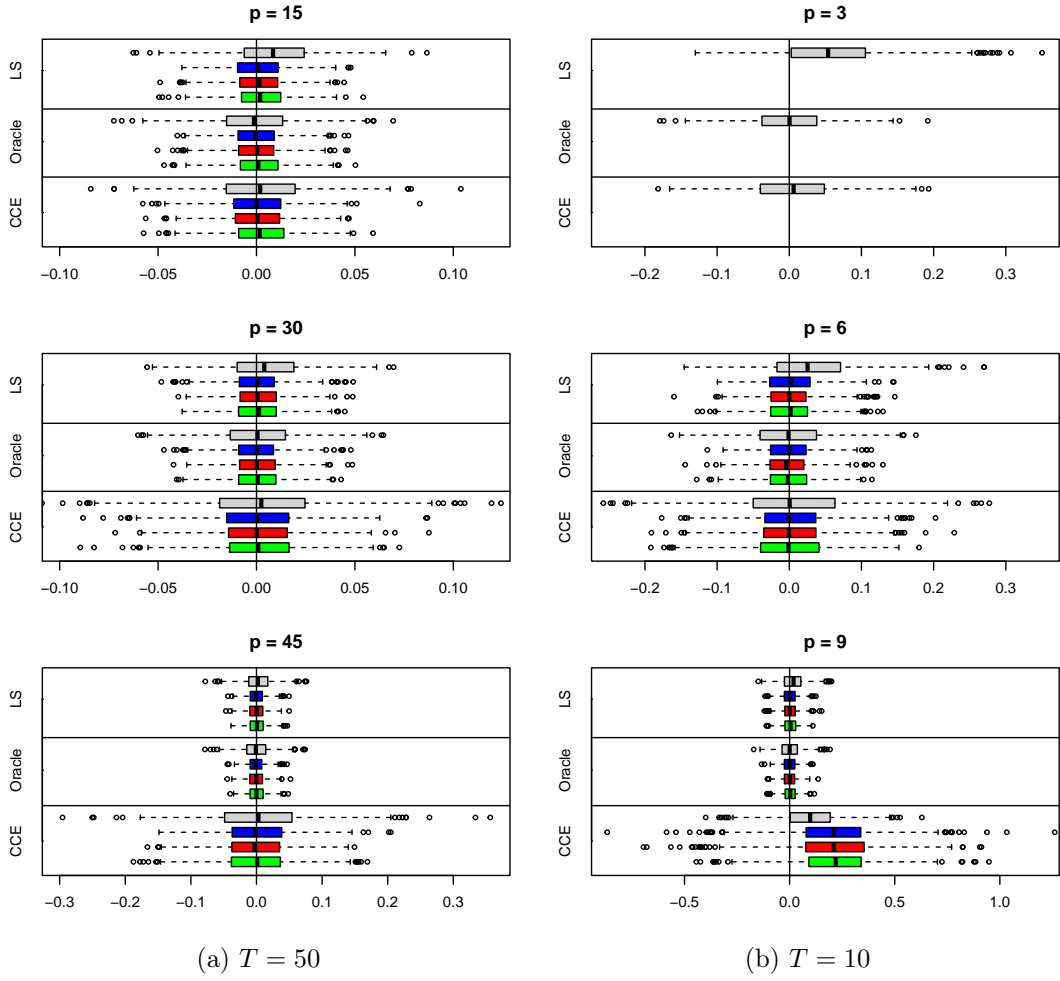 p = 15
LS
Oracle
CCE
−0.10 −0.05 0.00 0.05 0.10
p = 3
LS
Oracle
CCE
−0.2 −0.1 0.0 0.1 0.2 0.3
p = 30
LS
Oracle
CCE
−0.10 −0.05 0.00 0.05 0.10
p = 6
LS
Oracle
CCE
−0.2 −0.1 0.0 0.1 0.2 0.3
p = 45
LS
Oracle
CCE
−0.3 −0.2 −0.1 0.0 0.1 0.2 0.3
p = 9
LS
Oracle
CCE
−0.5 0.0 0.5 1.0
(a) T = 50
(b) T = 10